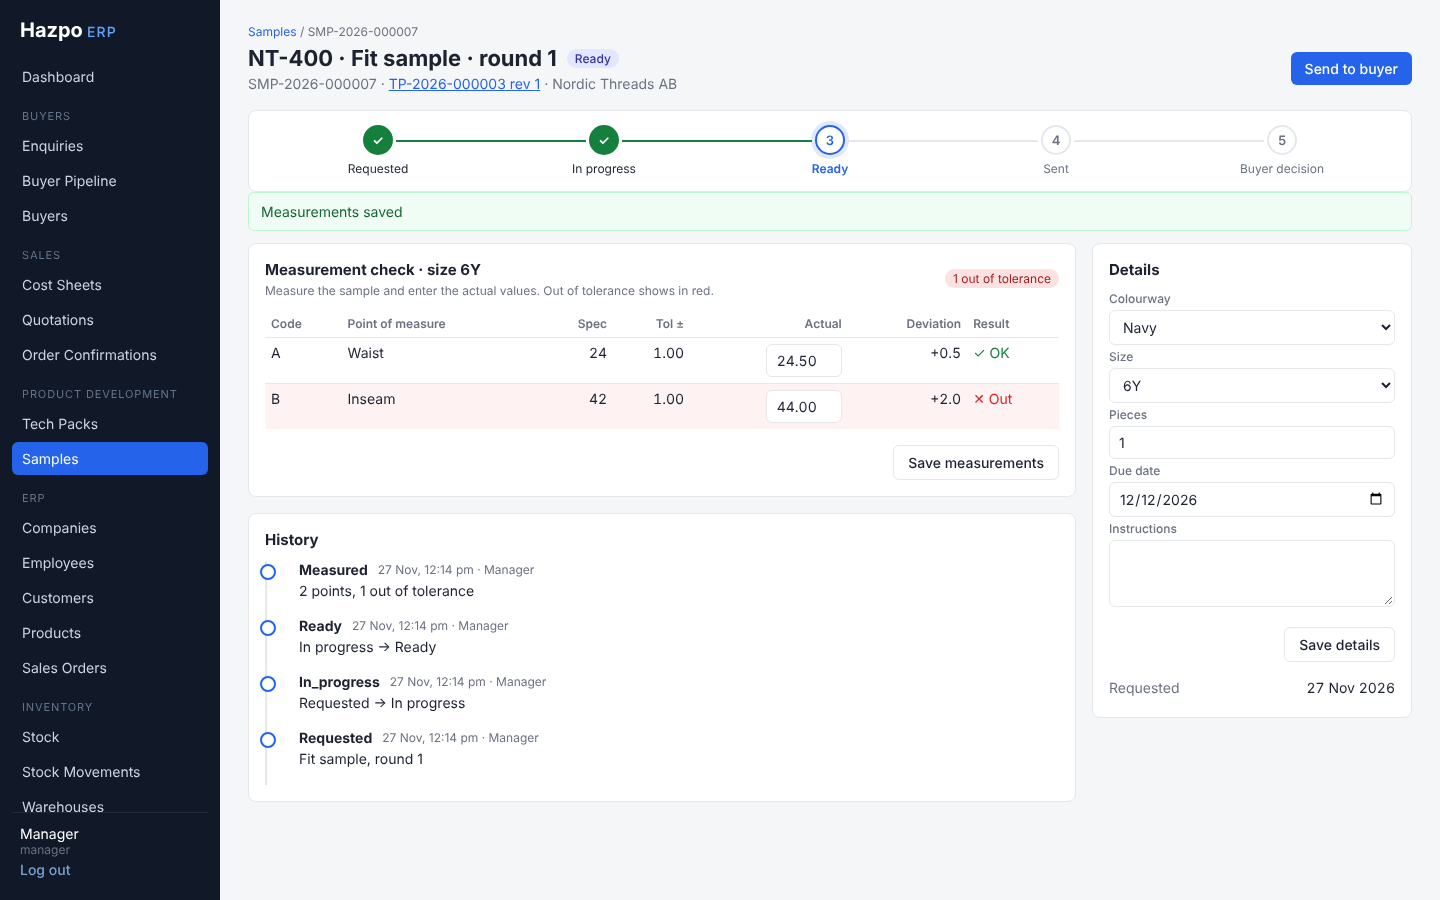 Hazpo ERP
Dashboard
BUYERS
Enquiries
Buyer Pipeline
Buyers
SALES
Cost Sheets
Quotations
Order Confirmations
PRODUCT DEVELOPMENT
Tech Packs
Samples
ERP
Companies
Employees
Customers
Products
Sales Orders
INVENTORY
Stock
Stock Movements
Warehouses
Manager
manager
Log out
Samples / SMP-2026-000007
NT-400 · Fit sample · round 1 Ready
SMP-2026-000007 · TP-2026-000003 rev 1 · Nordic Threads AB
Send to buyer
✓ ✓ 3 4 5
Requested In progress Ready Sent Buyer decision
Measurements saved
Measurement check · size 6Y
Measure the sample and enter the actual values. Out of tolerance shows in red.
1 out of tolerance
Code Point of measure Spec Tol ± Actual Deviation Result
A Waist 24 1.00 24.50 +0.5 ✓ OK
B Inseam 42 1.00 44.00 +2.0 ✕ Out
Save measurements
History
Measured 27 Nov, 12:14 pm · Manager
2 points, 1 out of tolerance
Ready 27 Nov, 12:14 pm · Manager
In progress → Ready
In_progress 27 Nov, 12:14 pm · Manager
Requested → In progress
Requested 27 Nov, 12:14 pm · Manager
Fit sample, round 1
Details
Colourway
Navy
Size
6Y
Pieces
1
Due date
12/12/2026
Instructions
Save details
Requested 27 Nov 2026